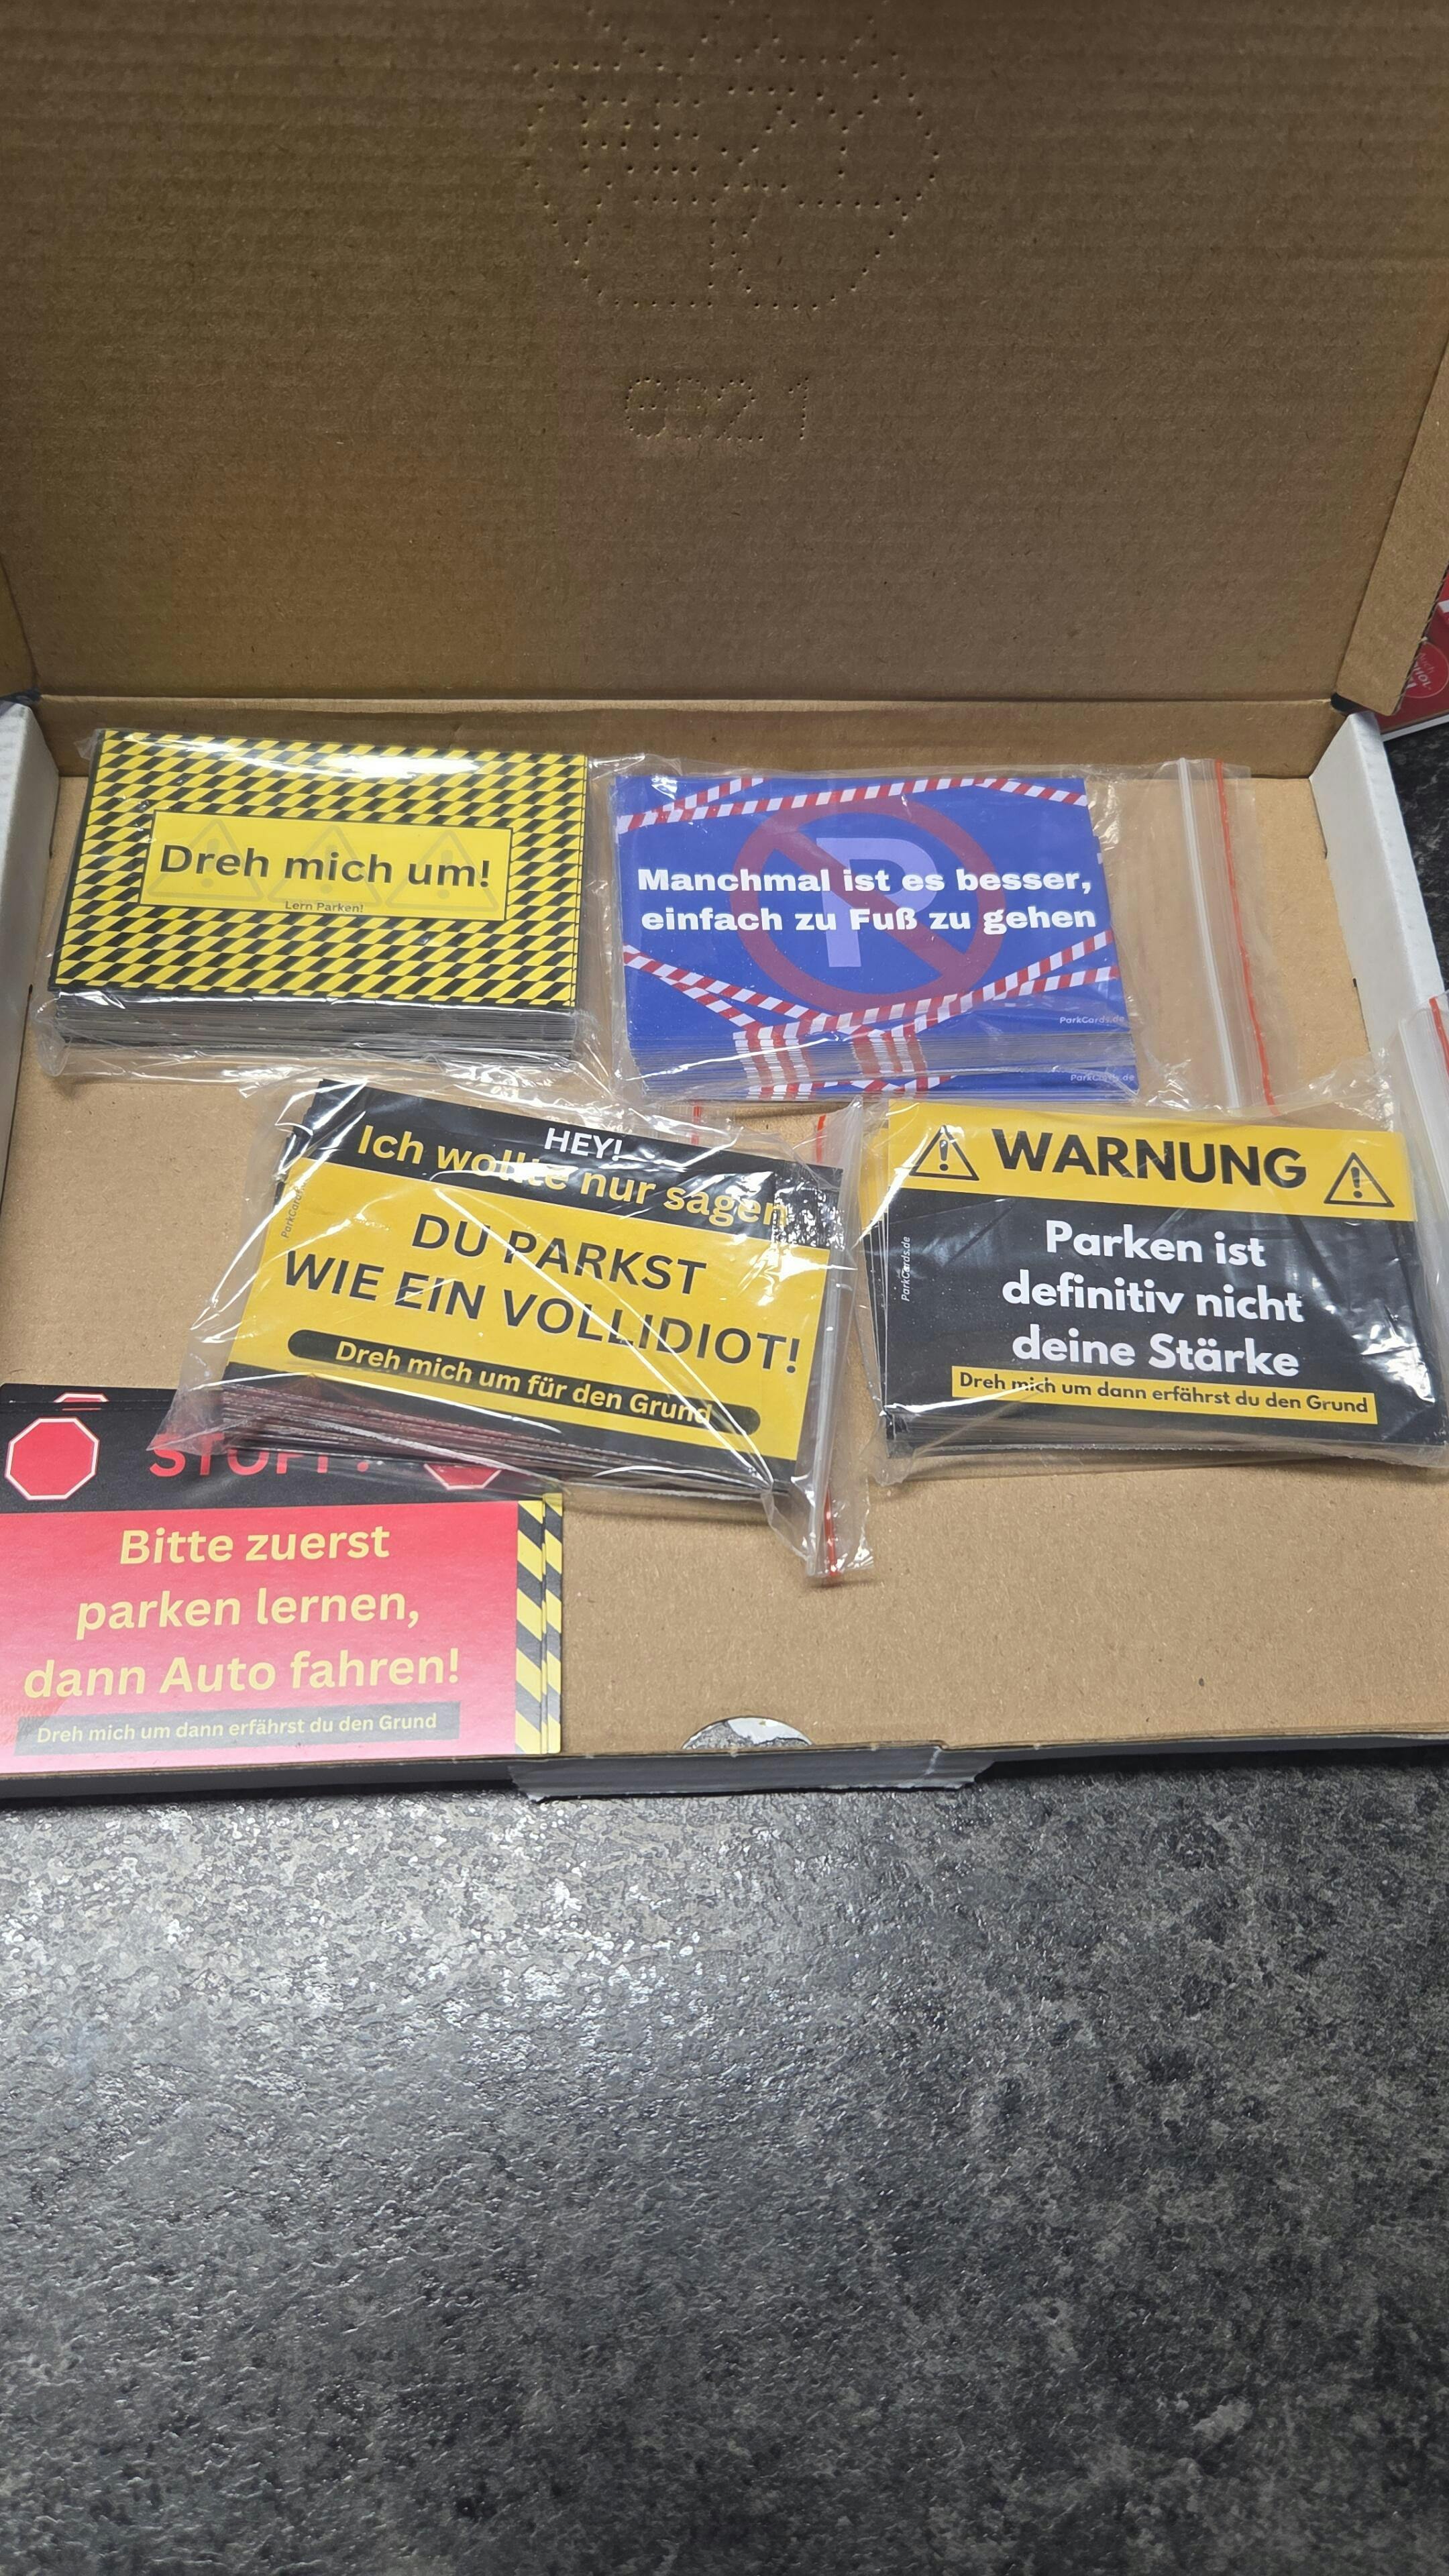 Dreh mich um!
Lern Parken!
Manchmal ist es besser,
einfach zu Fuß zu gehen
ParkCards.de
ParkCards.de
HEY!
Ich wollte nur sagen
DU PARKST
WIE EIN VOLLIDIOT!
Dreh mich um für den Grund
WARNUNG
Parken ist
definitiv nicht
deine Stärke
Dreh mich um dann erfährst du den Grund
ParkCards.de
Bitte zuerst
parken lernen,
dann Auto fahren!
Dreh mich um dann erfährst du den Grund